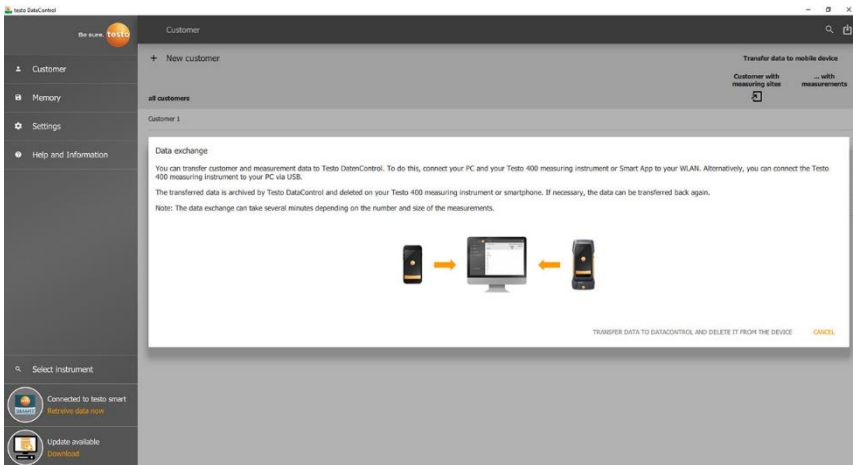 testo DataControl
Be sure. testo
Customer
Memory
Settings
Help and Information
Select instrument
SMART
Connected to testo smart
Retreive data now
Update available
Download
Customer
+ New customer
Transfer data to mobile device
Customer with
measuring sites
... with
measurements
all customers
Customer 1
Data exchange
You can transfer customer and measurement data to Testo DatenControl. To do this, connect your PC and your Testo 400 measuring instrument or Smart App to your WLAN. Alternatively, you can connect the Testo
400 measuring instrument to your PC via USB.
The transferred data is archived by Testo DataControl and deleted on your Testo 400 measuring instrument or smartphone. If necessary, the data can be transferred back again.
Note: The data exchange can take several minutes depending on the number and size of the measurements.
TRANSFER DATA TO DATACONTROL AND DELETE IT FROM THE DEVICE
CANCEL